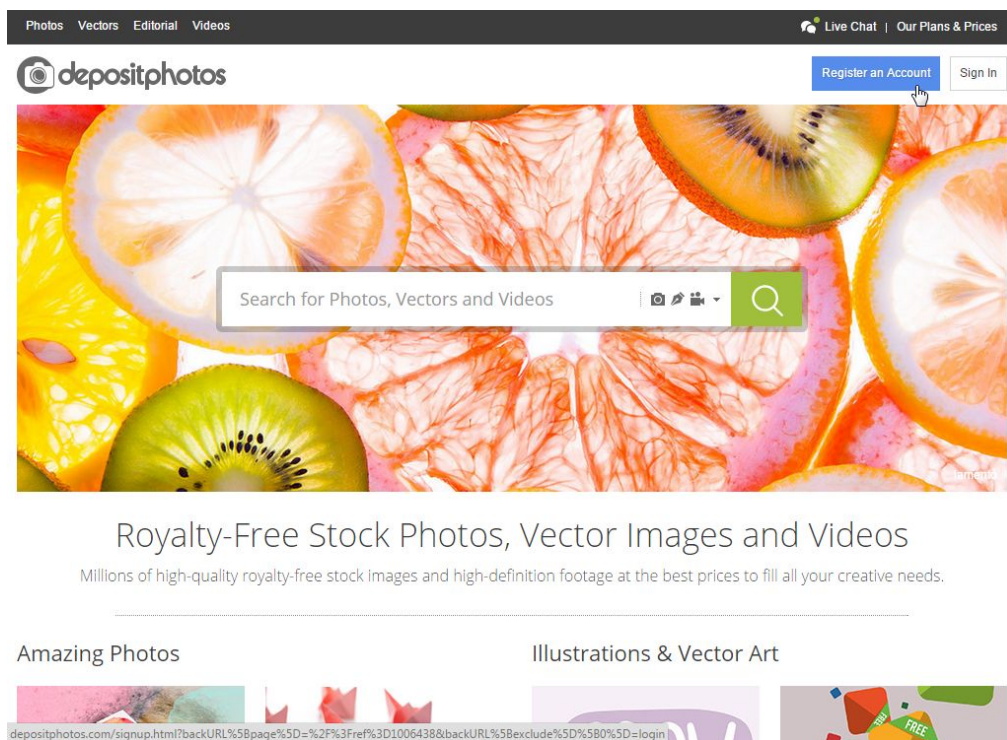 Photos Vectors Editorial Videos
Live Chat | Our Plans & Prices
depositphotos
Register an Account
Sign In
Search for Photos, Vectors and Videos
Royalty-Free Stock Photos, Vector Images and Videos
Millions of high-quality royalty-free stock images and high-definition footage at the best prices to fill all your creative needs.
Amazing Photos
Illustrations & Vector Art
FREE
depositphotos.com/signup.html?backURL%5Bpage%5D=%2F%3Fref%3D1006438&backURL%5Bexclude%5D%5B0%5D=login